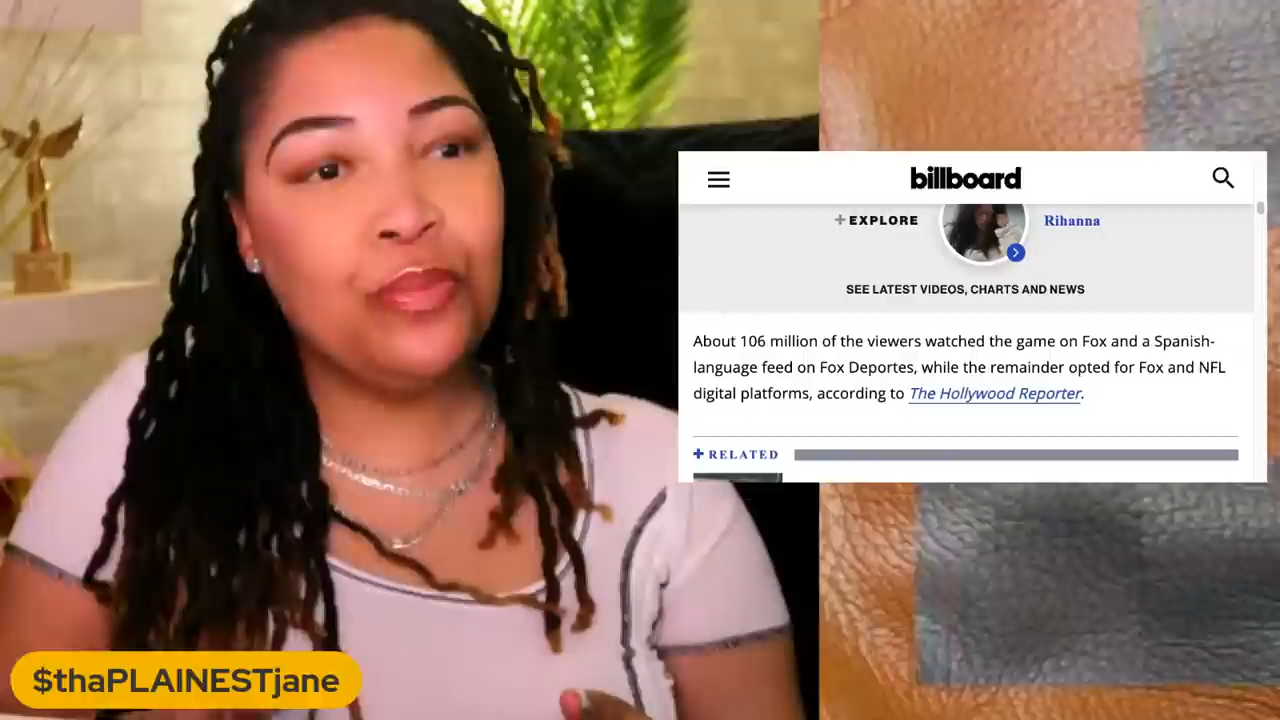 billboard
+EXPLORE
Rihanna
SEE LATEST VIDEOS, CHARTS AND NEWS
About 106 million of the viewers watched the game on Fox and a Spanish-
language feed on Fox Deportes, while the remainder opted for Fox and NFL
digital platforms, according to The Hollywood Reporter.
+ RELATED
$thaPLAINESTjane